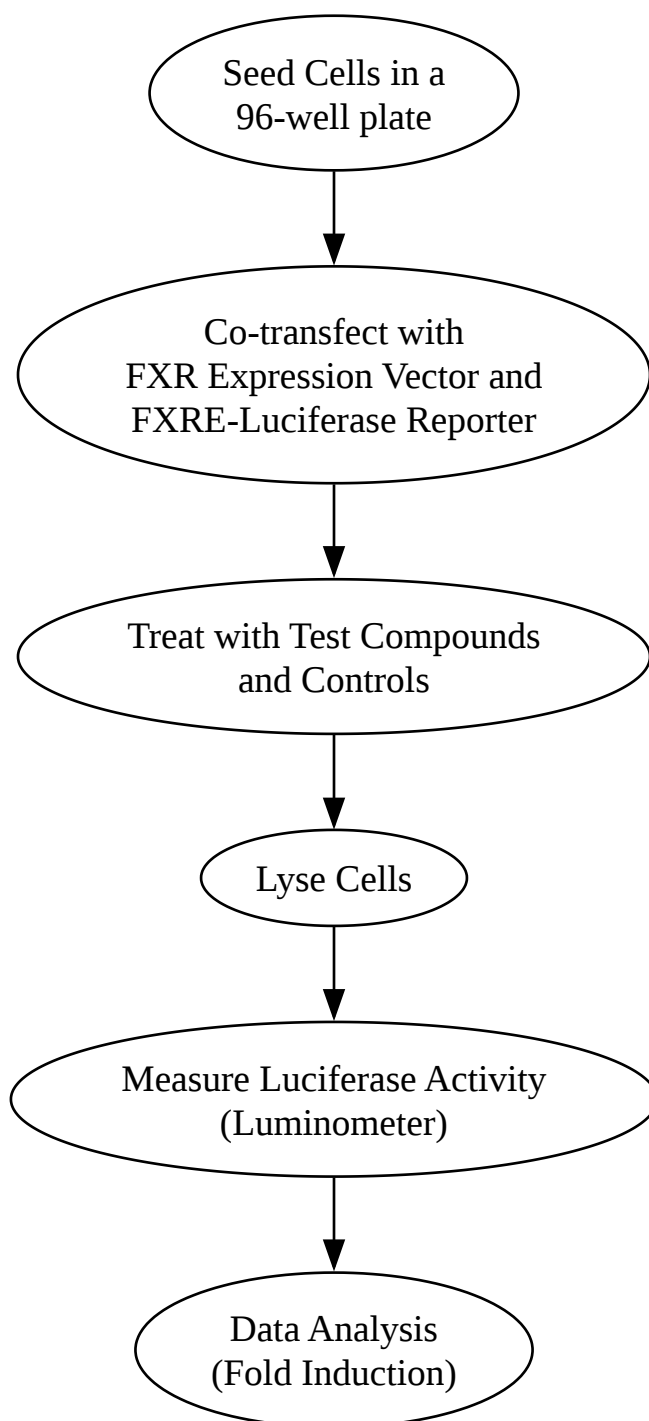 Seed Cells in a
96-well plate
Co-transfect with
FXR Expression Vector and
FXRE-Luciferase Reporter
Treat with Test Compounds
and Controls
Lyse Cells
Measure Luciferase Activity
(Luminometer)
Data Analysis
(Fold Induction)